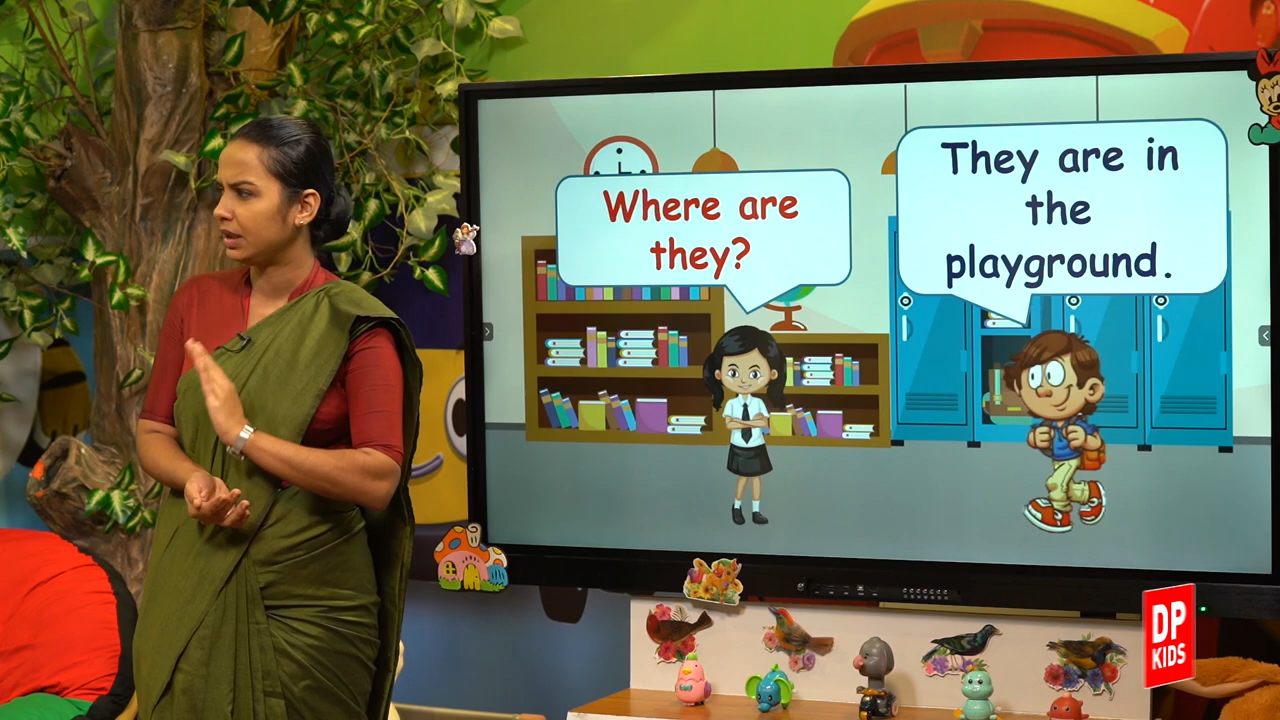 Where are
they?
They are in
the
playground.
DP
KIDS